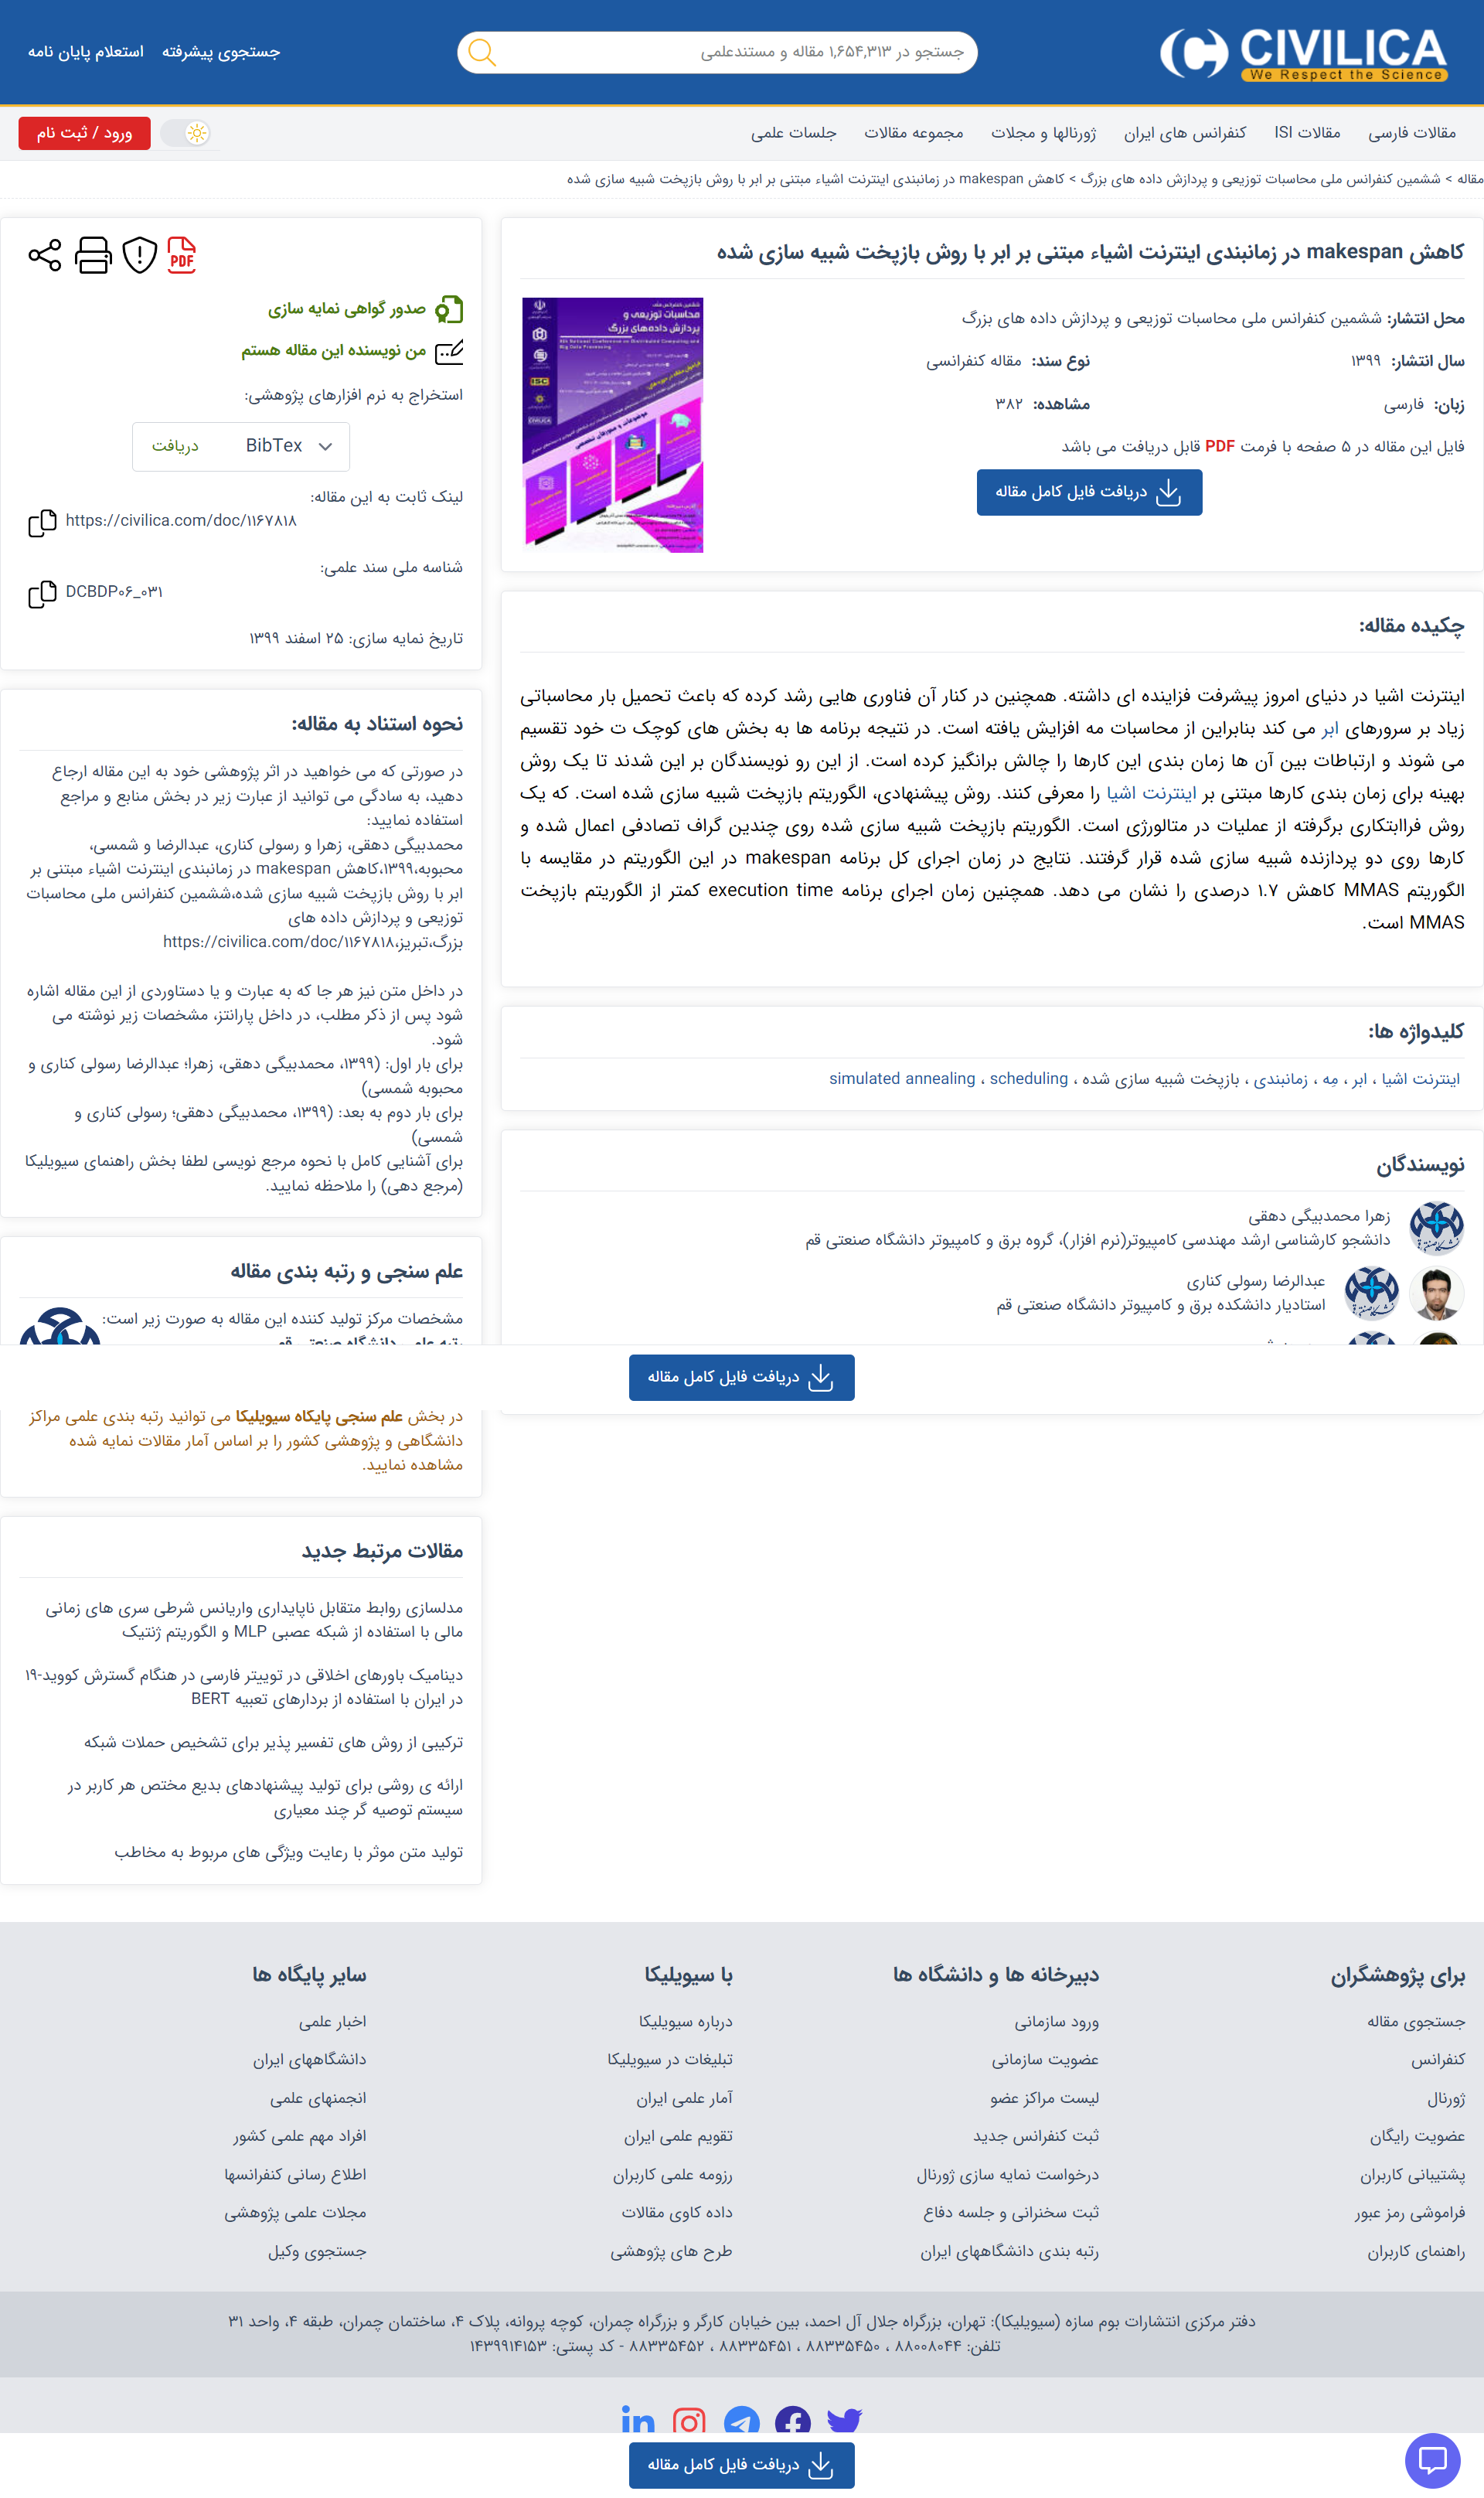 CIVILICA
We Respect the Science
جستجو در ۱,۶۵۴,۳۱۳ مقاله و مستندعلمی
جستجوی پیشرفته
استعلام پایان نامه
مقالات فارسی
مقالات ISI
کنفرانس های ایران
ژورنالها و مجلات
مجموعه مقالات
جلسات علمی
ورود / ثبت نام
مقاله > ششمین کنفرانس ملی محاسبات توزیعی و پردازش داده های بزرگ > کاهش makespan در زمانبندی اینترنت اشیاء مبتنی بر ابر با روش بازپخت شبیه سازی شده
کاهش makespan در زمانبندی اینترنت اشیاء مبتنی بر ابر با روش بازپخت شبیه سازی شده
محل انتشار: ششمین کنفرانس ملی محاسبات توزیعی و پردازش داده های بزرگ
سال انتشار: ۱۳۹۹
نوع سند: مقاله کنفرانسی
زبان: فارسی
مشاهده: ۳۸۲
فایل این مقاله در ۵ صفحه با فرمت PDF قابل دریافت می باشد
دریافت فایل کامل مقاله
ششمین کنفرانس ملی
محاسبات توزیعی و
پردازش داده‌های بزرگ
ISC
CIVILICA
چکیده مقاله:
اینترنت اشیا در دنیای امروز پیشرفت فزاینده ای داشته. همچنین در کنار آن فناوری هایی رشد کرده که باعث تحمیل بار محاسباتی
زیاد بر سرورهای ابر می کند بنابراین از محاسبات مه افزایش یافته است. در نتیجه برنامه ها به بخش های کوچک ت خود تقسیم
می شوند و ارتباطات بین آن ها زمان بندی این کارها را چالش برانگیز کرده است. از این رو نویسندگان بر این شدند تا یک روش
بهینه برای زمان بندی کارها مبتنی بر اینترنت اشیا را معرفی کنند. روش پیشنهادی، الگوریتم بازپخت شبیه سازی شده است. که یک
روش فراابتکاری برگرفته از عملیات در متالورژی است. الگوریتم بازپخت شبیه سازی شده روی چندین گراف تصادفی اعمال شده و
کارها روی دو پردازنده شبیه سازی شده قرار گرفتند. نتایج در زمان اجرای کل برنامه makespan در این الگوریتم در مقایسه با
الگوریتم MMAS کاهش ۱.۷ درصدی را نشان می دهد. همچنین زمان اجرای برنامه execution time کمتر از الگوریتم بازپخت
MMAS است.
کلیدواژه ها:
اینترنت اشیا ، ابر ، مِه ، زمانبندی ، بازپخت شبیه سازی شده ، simulated annealing ، scheduling
نویسندگان
زهرا محمدبیگی دهقی
دانشجو کارشناسی ارشد مهندسی کامپیوتر(نرم افزار)، گروه برق و کامپیوتر دانشگاه صنعتی قم
عبدالرضا رسولی کناری
استادیار دانشکده برق و کامپیوتر دانشگاه صنعتی قم
PDF
صدور گواهی نمایه سازی
من نویسنده این مقاله هستم
استخراج به نرم افزارهای پژوهشی:
BibTex
دریافت
لینک ثابت به این مقاله:
https://civilica.com/doc/۱۱۶۷۸۱۸
شناسه ملی سند علمی:
DCBDP۰۶_۰۳۱
تاریخ نمایه سازی: ۲۵ اسفند ۱۳۹۹
نحوه استناد به مقاله:
در صورتی که می خواهید در اثر پژوهشی خود به این مقاله ارجاع
دهید، به سادگی می توانید از عبارت زیر در بخش منابع و مراجع
استفاده نمایید:
محمدبیگی دهقی، زهرا و رسولی کناری، عبدالرضا و شمسی،
محبوبه،۱۳۹۹،کاهش makespan در زمانبندی اینترنت اشیاء مبتنی بر
ابر با روش بازپخت شبیه سازی شده،ششمین کنفرانس ملی محاسبات
توزیعی و پردازش داده های
بزرگ،تبریز،https://civilica.com/doc/۱۱۶۷۸۱۸
در داخل متن نیز هر جا که به عبارت و یا دستاوردی از این مقاله اشاره
شود پس از ذکر مطلب، در داخل پارانتز، مشخصات زیر نوشته می
شود.
برای بار اول: (۱۳۹۹، محمدبیگی دهقی، زهرا؛ عبدالرضا رسولی کناری و
محبوبه شمسی)
برای بار دوم به بعد: (۱۳۹۹، محمدبیگی دهقی؛ رسولی کناری و
شمسی)
برای آشنایی کامل با نحوه مرجع نویسی لطفا بخش راهنمای سیویلیکا
(مرجع دهی) را ملاحظه نمایید.
علم سنجی و رتبه بندی مقاله
مشخصات مرکز تولید کننده این مقاله به صورت زیر است:
دریافت فایل کامل مقاله
در بخش علم سنجی پایگاه سیویلیکا می توانید رتبه بندی علمی مراکز
دانشگاهی و پژوهشی کشور را بر اساس آمار مقالات نمایه شده
مشاهده نمایید.
مقالات مرتبط جدید
مدلسازی روابط متقابل ناپایداری واریانس شرطی سری های زمانی
مالی با استفاده از شبکه عصبی MLP و الگوریتم ژنتیک
دینامیک باورهای اخلاقی در توییتر فارسی در هنگام گسترش کووید-۱۹
در ایران با استفاده از بردارهای تعبیه BERT
ترکیبی از روش های تفسیر پذیر برای تشخیص حملات شبکه
ارائه ی روشی برای تولید پیشنهادهای بدیع مختص هر کاربر در
سیستم توصیه گر چند معیاری
تولید متن موثر با رعایت ویژگی های مربوط به مخاطب
برای پژوهشگران
جستجوی مقاله
کنفرانس
ژورنال
عضویت رایگان
پشتیبانی کاربران
فراموشی رمز عبور
راهنمای کاربران
دبیرخانه ها و دانشگاه ها
ورود سازمانی
عضویت سازمانی
لیست مراکز عضو
ثبت کنفرانس جدید
درخواست نمایه سازی ژورنال
ثبت سخنرانی و جلسه دفاع
رتبه بندی دانشگاههای ایران
با سیویلیکا
درباره سیویلیکا
تبلیغات در سیویلیکا
آمار علمی ایران
تقویم علمی ایران
رزومه علمی کاربران
داده کاوی مقالات
طرح های پژوهشی
سایر پایگاه ها
اخبار علمی
دانشگاههای ایران
انجمنهای علمی
افراد مهم علمی کشور
اطلاع رسانی کنفرانسها
مجلات علمی پژوهشی
جستجوی وکیل
دفتر مرکزی انتشارات بوم سازه (سیویلیکا): تهران، بزرگراه جلال آل احمد، بین خیابان کارگر و بزرگراه چمران، کوچه پروانه، پلاک ۴، ساختمان چمران، طبقه ۴، واحد ۳۱
تلفن: ۸۸۰۰۸۰۴۴ ، ۸۸۳۳۵۴۵۰ ، ۸۸۳۳۵۴۵۱ ، ۸۸۳۳۵۴۵۲ - کد پستی: ۱۴۳۹۹۱۴۱۵۳
دریافت فایل کامل مقاله